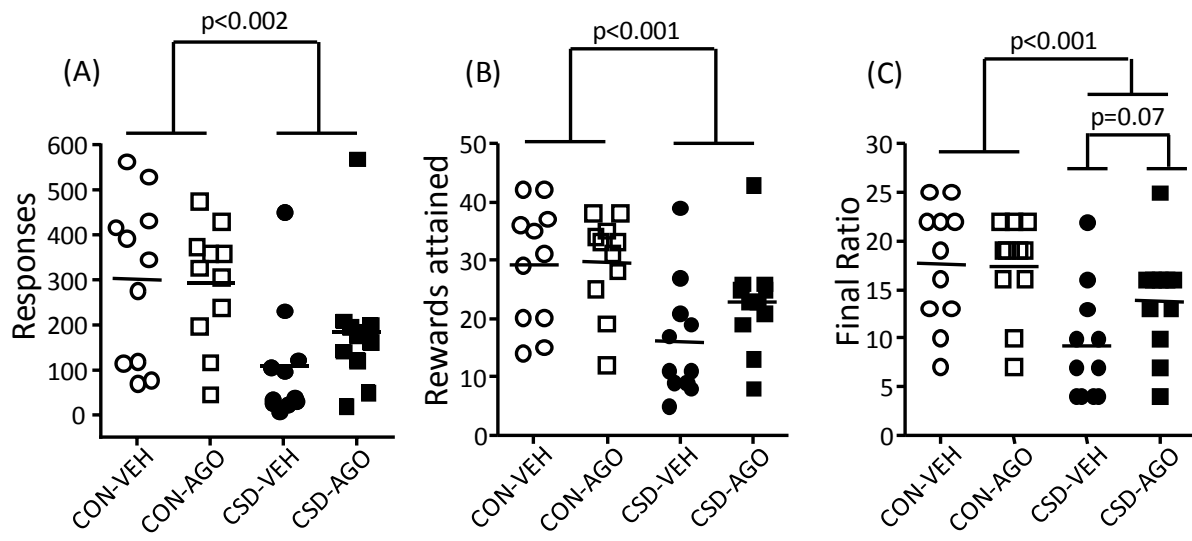 p<0.002
(A)
Responses
600
500
400
300
200
100
0
CON-VEH
CON-AGO
CSD-VEH
CSD-AGO
p<0.001
(B)
Rewards attained
50
40
30
20
10
0
CON-VEH
CON-AGO
CSD-VEH
CSD-AGO
p<0.001
(C)
p=0.07
Final Ratio
30
25
20
15
10
5
0
CON-VEH
CON-AGO
CSD-VEH
CSD-AGO